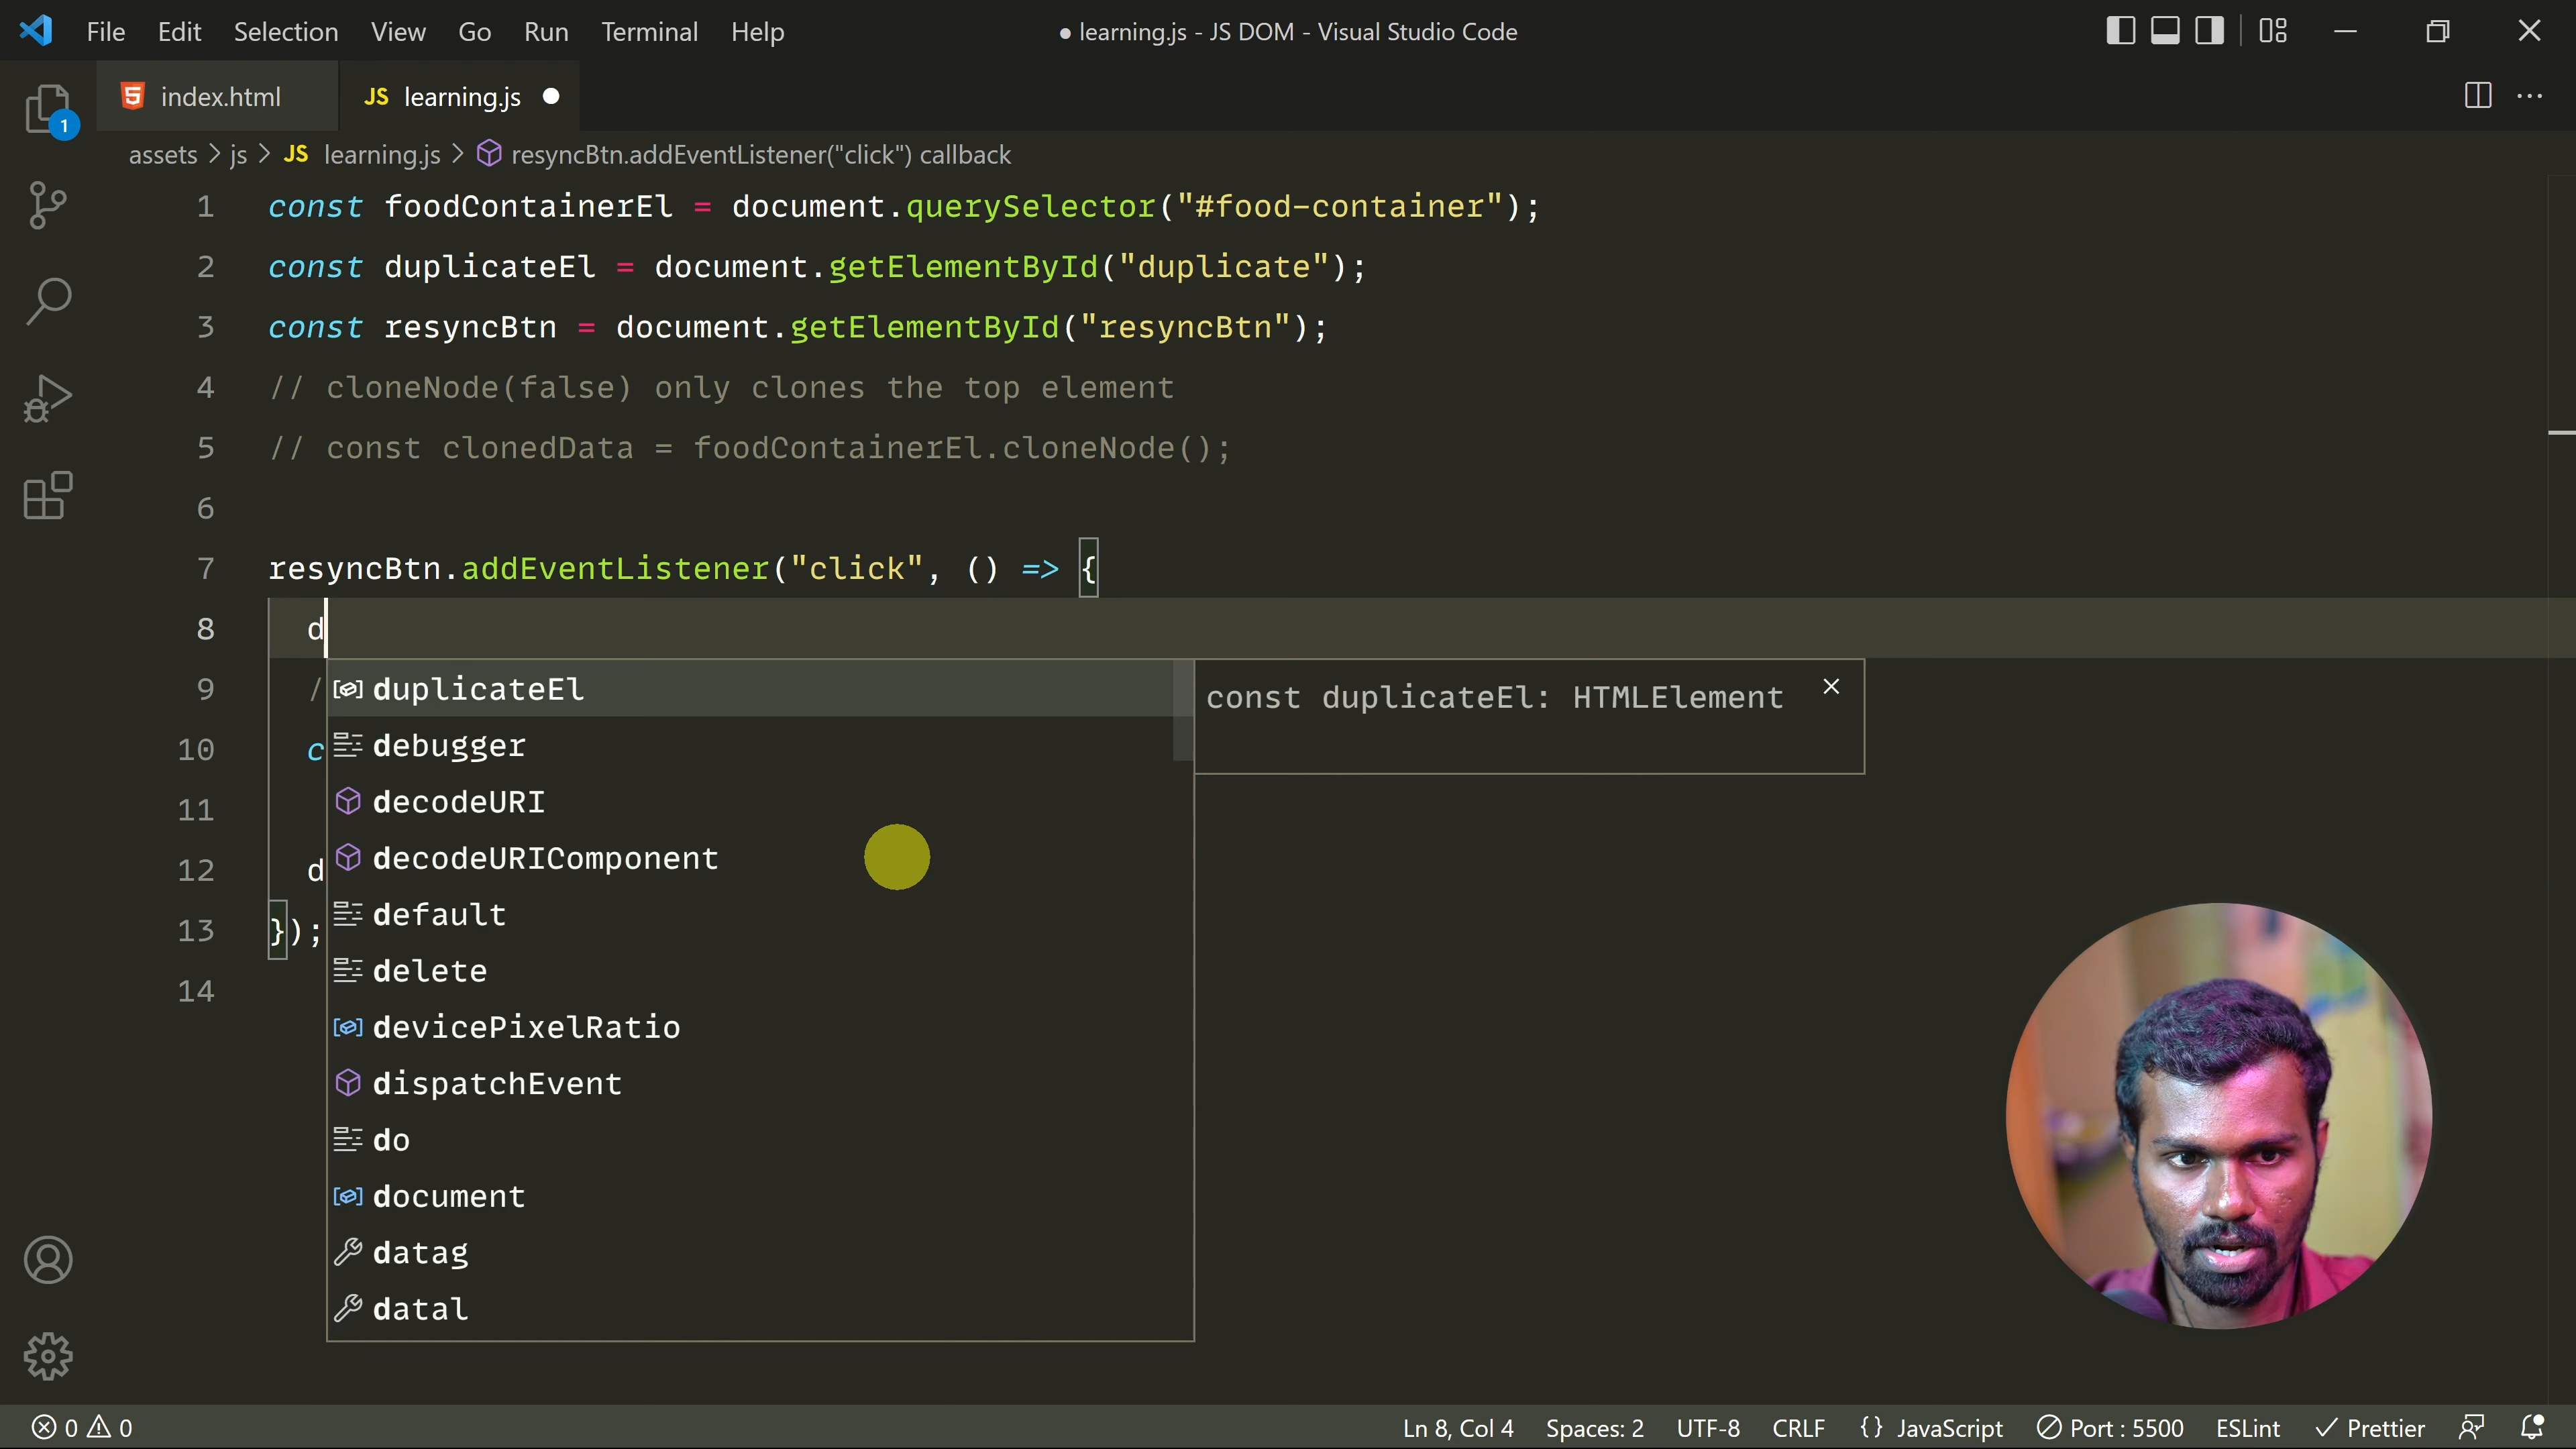 File Edit Selection View Go Run Terminal Help
● learning.js - JS DOM - Visual Studio Code
index.html
JS learning.js ●
1
assets > js > JS learning.js > resyncBtn.addEventListener("click") callback
1 const foodContainerEl = document.querySelector("#food-container");
2 const duplicateEl = document.getElementById("duplicate");
3 const resyncBtn = document.getElementById("resyncBtn");
4 // cloneNode(false) only clones the top element
5 // const clonedData = foodContainerEl.cloneNode();
6
7 resyncBtn.addEventListener("click", () => {
8 d
9 /
10 c
11
12 d
13 });
14
duplicateEl
const duplicateEl: HTMLElement
debugger
decodeURI
decodeURIComponent
default
delete
devicePixelRatio
dispatchEvent
do
document
datag
datal
0 0
Ln 8, Col 4 Spaces: 2 UTF-8 CRLF {} JavaScript Port : 5500 ESLint Prettier